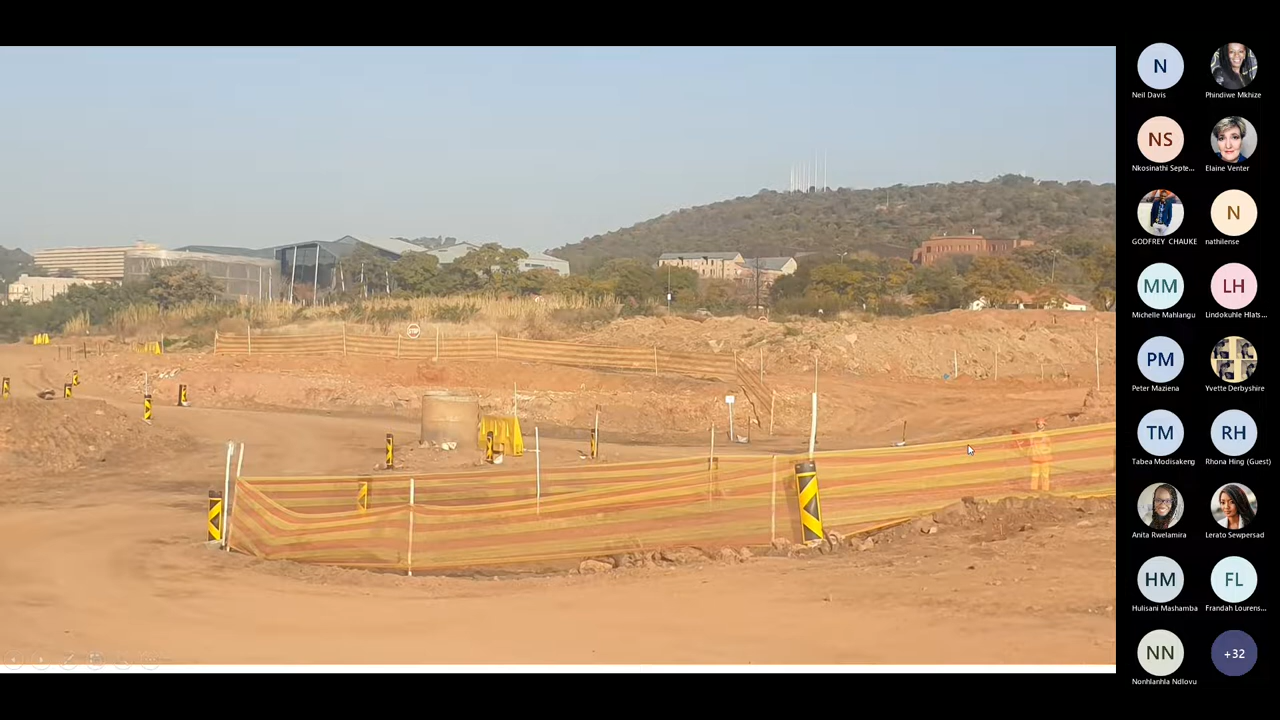 N
Neil Davis
Phindiwe Mkhize
NS
Nkosinathi Septe...
Elaine Venter
GODFREY CHAUKE
N
nathilense
MM
Michelle Mahlangu
LH
Lindokuhle Hlats...
PM
Peter Maziena
Yvette Derbyshire
TM
Tabea Modisakeng
RH
Rhona Hing (Guest)
Anita Rwelamira
Lerato Sewpersad
HM
Hulisani Mashamba
FL
Frandah Lourens...
NN
Nonhlanhla Ndlovu
+32
STOP